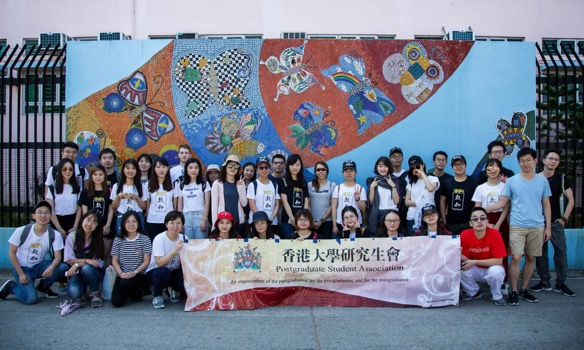 香港大學研究生會
Postgraduate Student Association
An organization of the postgraduates, by the postgraduates, and for the postgraduates.